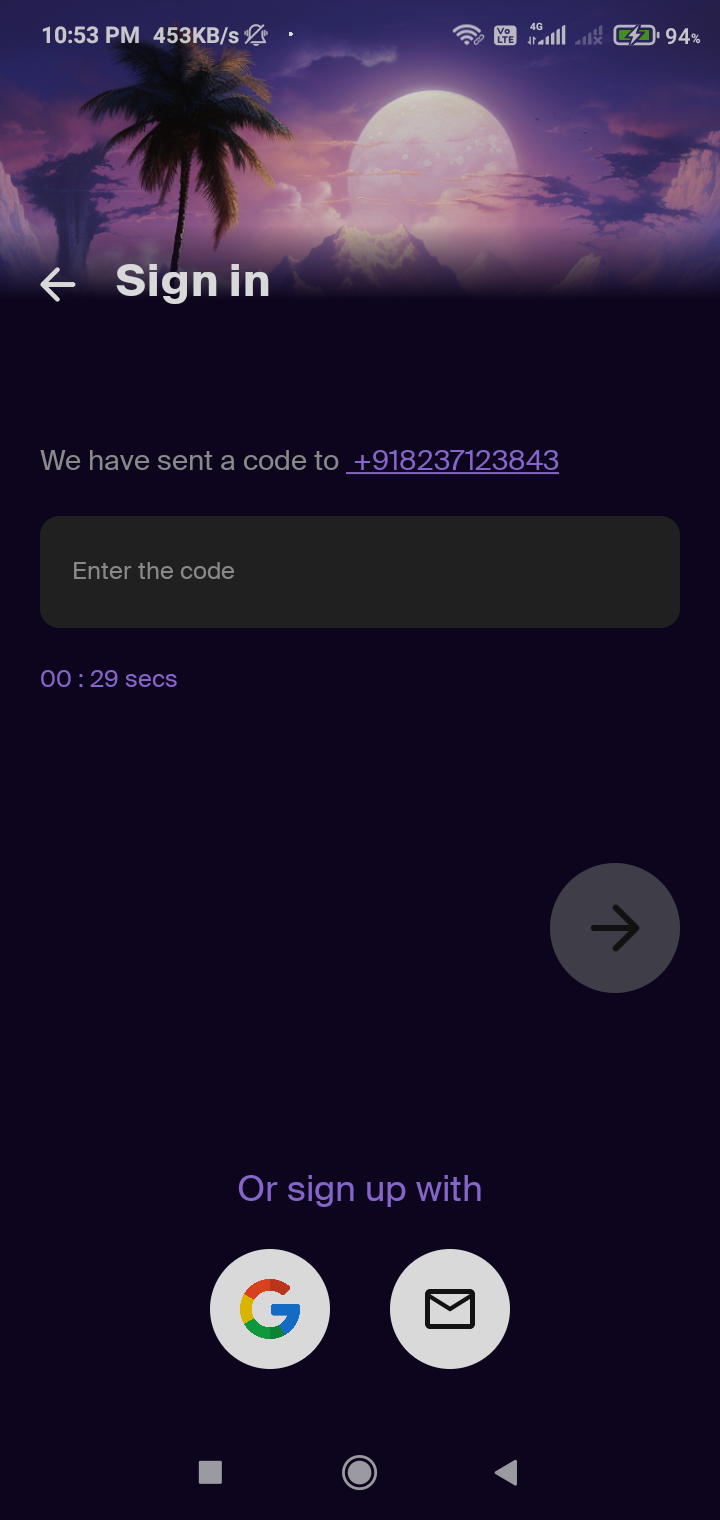 10:53 PM 453KB/s Vo LTE 4G 94%
Sign in
We have sent a code to +918237123843
Enter the code
00 : 29 secs
Or sign up with